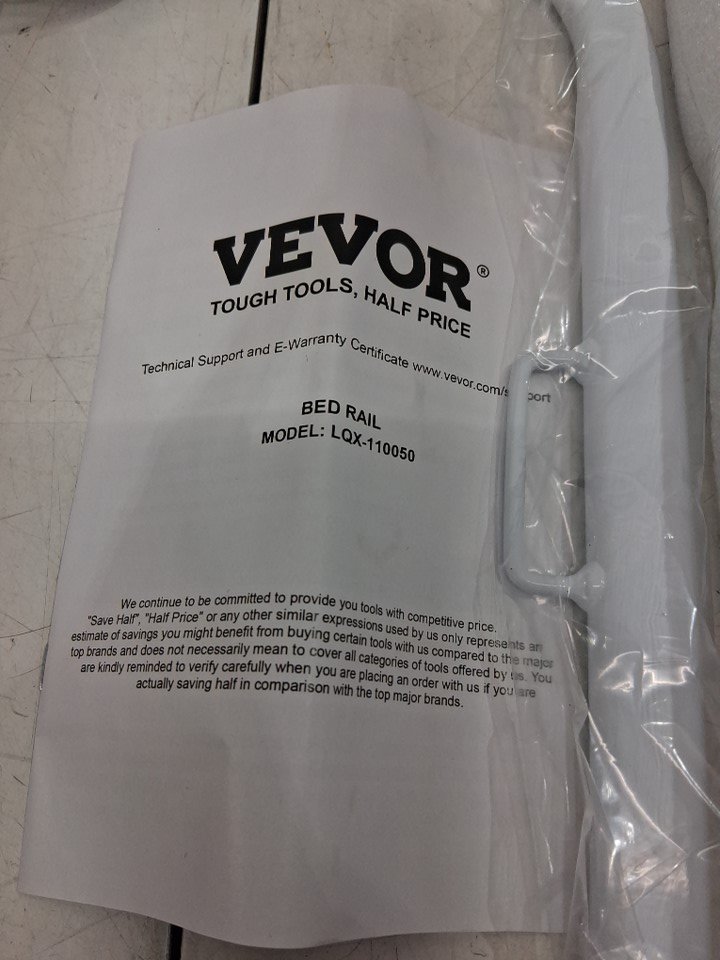 VEVOR®
TOUGH TOOLS, HALF PRICE
Technical Support and E-Warranty Certificate www.vevor.com/support
BED RAIL
MODEL: LQX-110050
We continue to be committed to provide you tools with competitive price.
"Save Half", "Half Price" or any other similar expressions used by us only represents an
estimate of savings you might benefit from buying certain tools with us compared to the major
top brands and does not necessarily mean to cover all categories of tools offered by us. You
are kindly reminded to verify carefully when you are placing an order with us if you are
actually saving half in comparison with the top major brands.